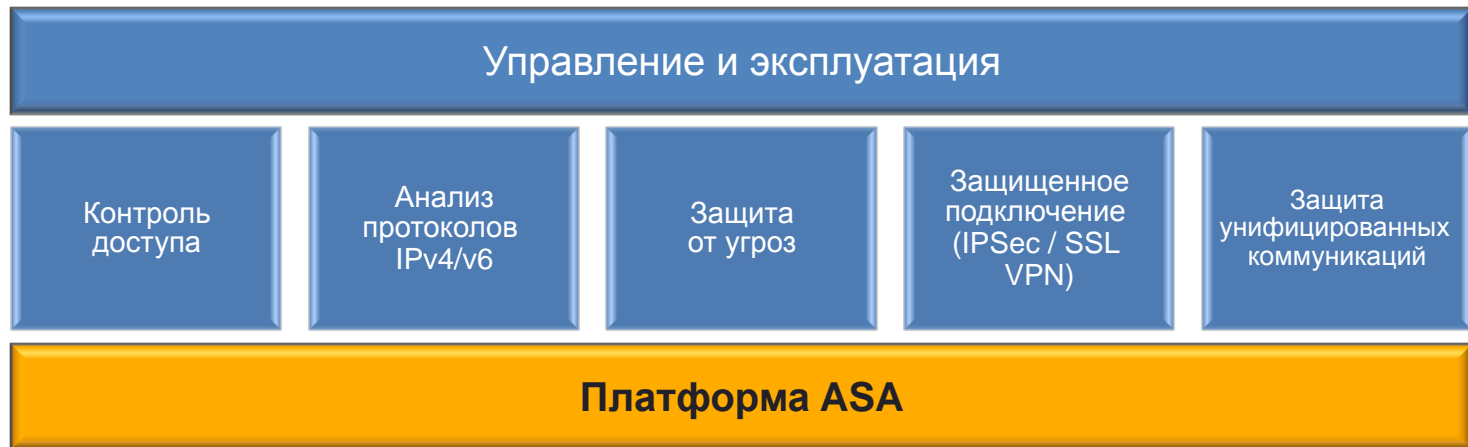 Управление и эксплуатация
Контроль
доступа
Анализ
протоколов
IPv4/v6
Защита
от угроз
Защищенное
подключение
(IPSec / SSL
VPN)
Защита
унифицированных
коммуникаций
Платформа ASA